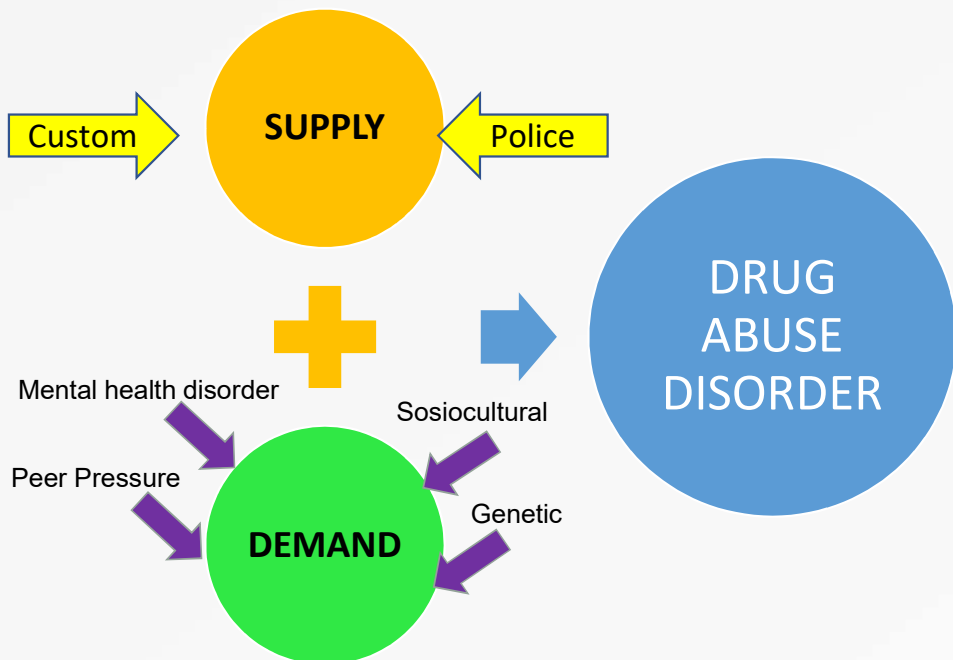 SUPPLY
Custom
Police
DRUG
ABUSE
DISORDER
Mental health disorder
Sosiocultural
Peer Pressure
Genetic
DEMAND